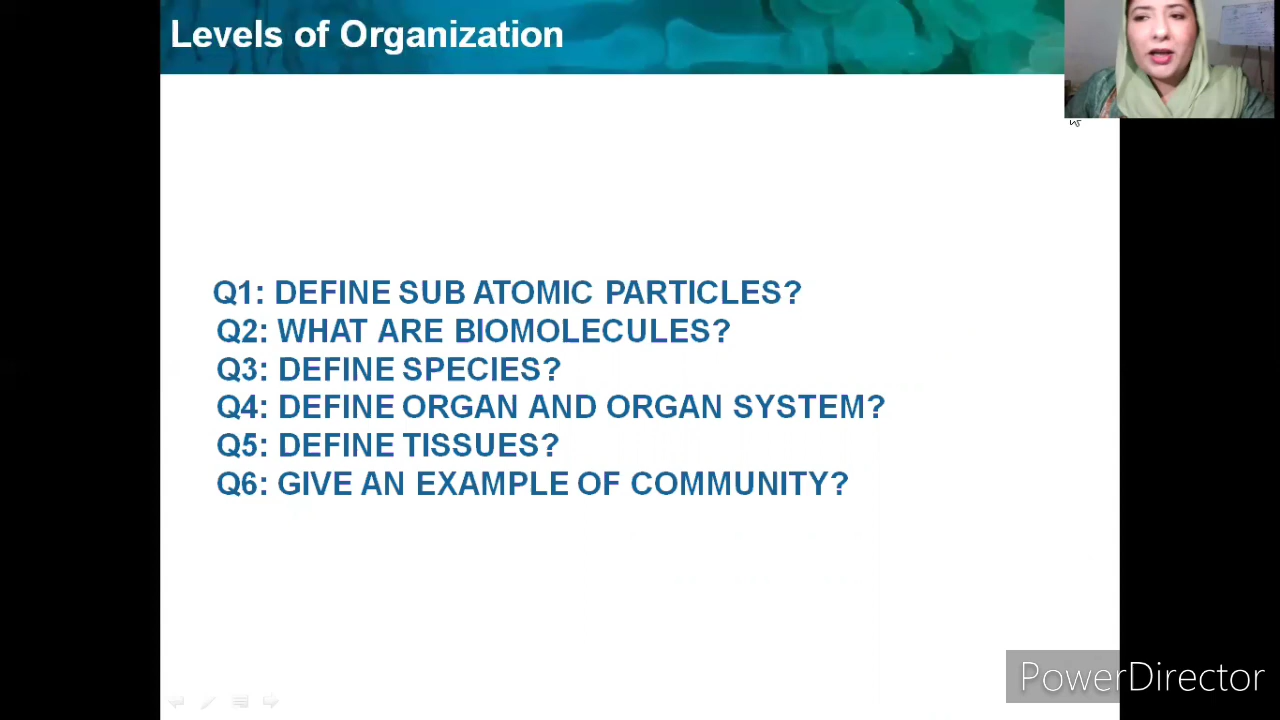 Levels of Organization
Q1: DEFINE SUB ATOMIC PARTICLES?
Q2: WHAT ARE BIOMOLECULES?
Q3: DEFINE SPECIES?
Q4: DEFINE ORGAN AND ORGAN SYSTEM?
Q5: DEFINE TISSUES?
Q6: GIVE AN EXAMPLE OF COMMUNITY?
PowerDirector